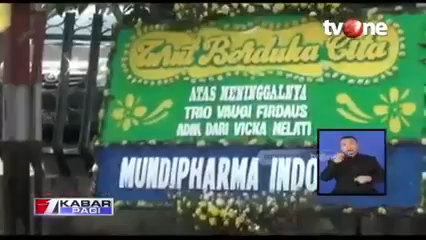 tvOne
Turut Berduka Cita
ATAS MENINGGALNYA
TRIO VAUGI FIRDAUS
ADIK DARI VICKA MELATI
MUNDIPHARMA INDO
KABAR
PAGI